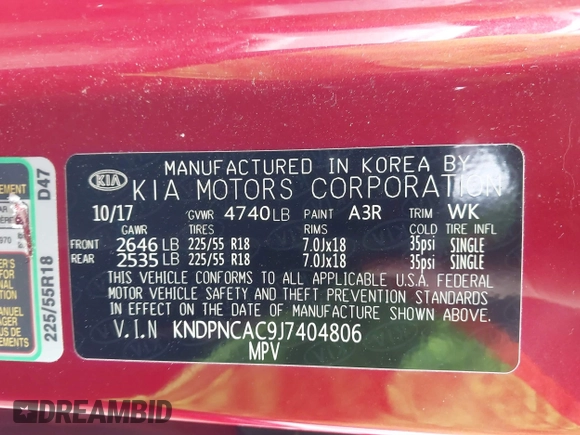 MANUFACTURED IN KOREA BY
KIA KIA MOTORS CORPORATION
10/17 GVWR 4740 LB PAINT A3R TRIM WK
GAWR TIRES RIMS COLD TIRE INFL
FRONT 2646 LB 225/55 R18 7.0Jx18 35psi SINGLE
REAR 2535 LB 225/55 R18 7.0Jx18 35psi SINGLE
THIS VEHICLE CONFORMS TO ALL APPLICABLE U.S.A. FEDERAL
MOTOR VEHICLE SAFETY AND THEFT PREVENTION STANDARDS
IN EFFECT ON THE DATE OF MANUFACTURE SHOWN ABOVE.
V.I.N KNDPNCAC9J7404806
MPV
225/55R18 D47
DREAMBID